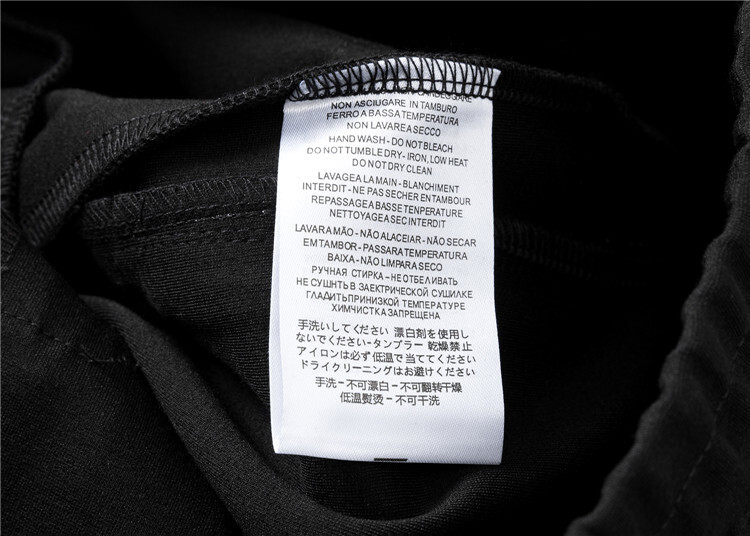 NON ASCIUGARE IN TAMBURO
FERRO A BASSA TEMPERATURA
NON LAVARE A SECCO
HAND WASH - DO NOT BLEACH
DO NOT TUMBLE DRY - IRON, LOW HEAT
DO NOT DRY CLEAN
LAVAGE A LA MAIN - BLANCHIMENT
INTERDIT - NE PAS SECHER EN TAMBOUR
REPASSAGE A BASSE TENPERATURE
NETTOYAGE A SEC INTERDIT
LAVAR A MÃO - NÃO ALACEIAR - NÃO SECAR
EM TAMBOR - PASSAR A TEMPERATURA
BAIXA - NÃO LIMPAR A SECO
РУЧНАЯ СТИРКА - НЕ ОТБЕЛИВАТЬ
НЕ СУШНТЬ В ЗАЕКТРИЧЕСКОЙ СУШИЛКЕ
ГЛАДИТЬ ПРИ НИЗКОЙ ТЕМПЕРАТУРЕ
ХИМЧИСТКА ЗАПРЕЩЕНА
手洗いしてください 漂白剤を使用し
ないでください-タンブラー 乾燥禁止
アイロンは必ず低温で当ててください
ドライクリーニングはお避けください
手洗-不可漂白-不可翻转干燥
低温熨烫-不可干洗